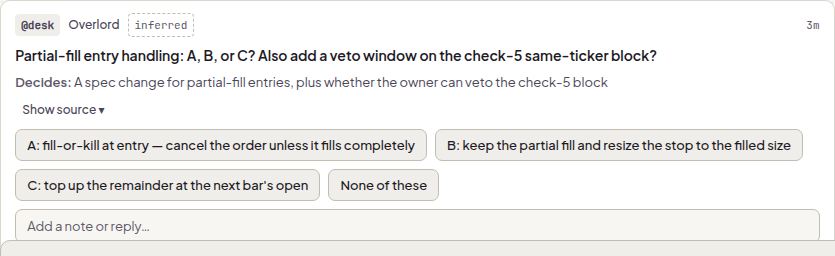 @desk Overlord inferred 3m
Partial-fill entry handling: A, B, or C? Also add a veto window on the check-5 same-ticker block?
Decides: A spec change for partial-fill entries, plus whether the owner can veto the check-5 block
Show source ▾
A: fill-or-kill at entry — cancel the order unless it fills completely B: keep the partial fill and resize the stop to the filled size
C: top up the remainder at the next bar's open None of these
Add a note or reply...